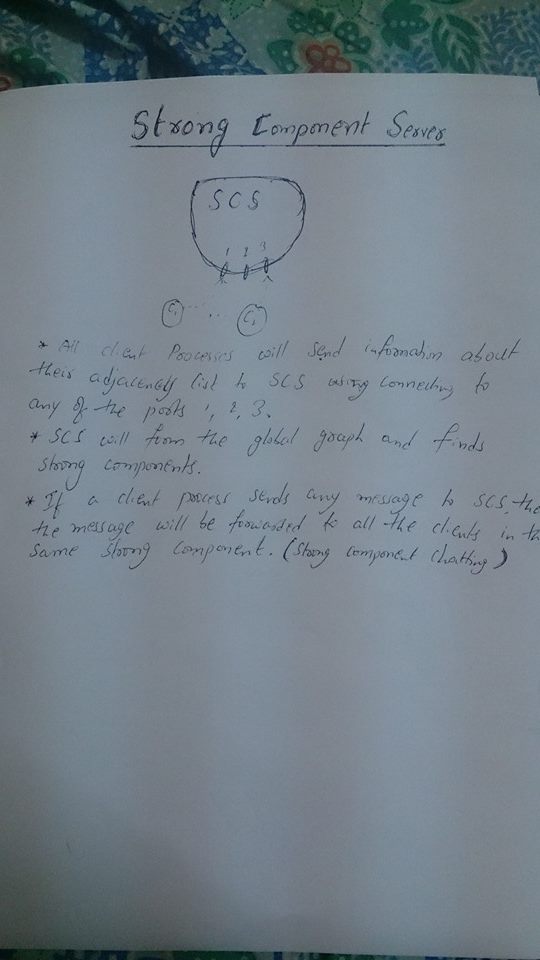 Strong Component Server
SCS
1 2 3
C1 .. .. Ci
* All client Processes will send information about
their adjacency list to SCS using connecting to
any of the ports 1, 2, 3.
* SCS will form the global graph and finds
strong components.
* If a client process sends any message to SCS, the
the message will be forwarded to all the clients in th
same strong component. (Strong component chatting)